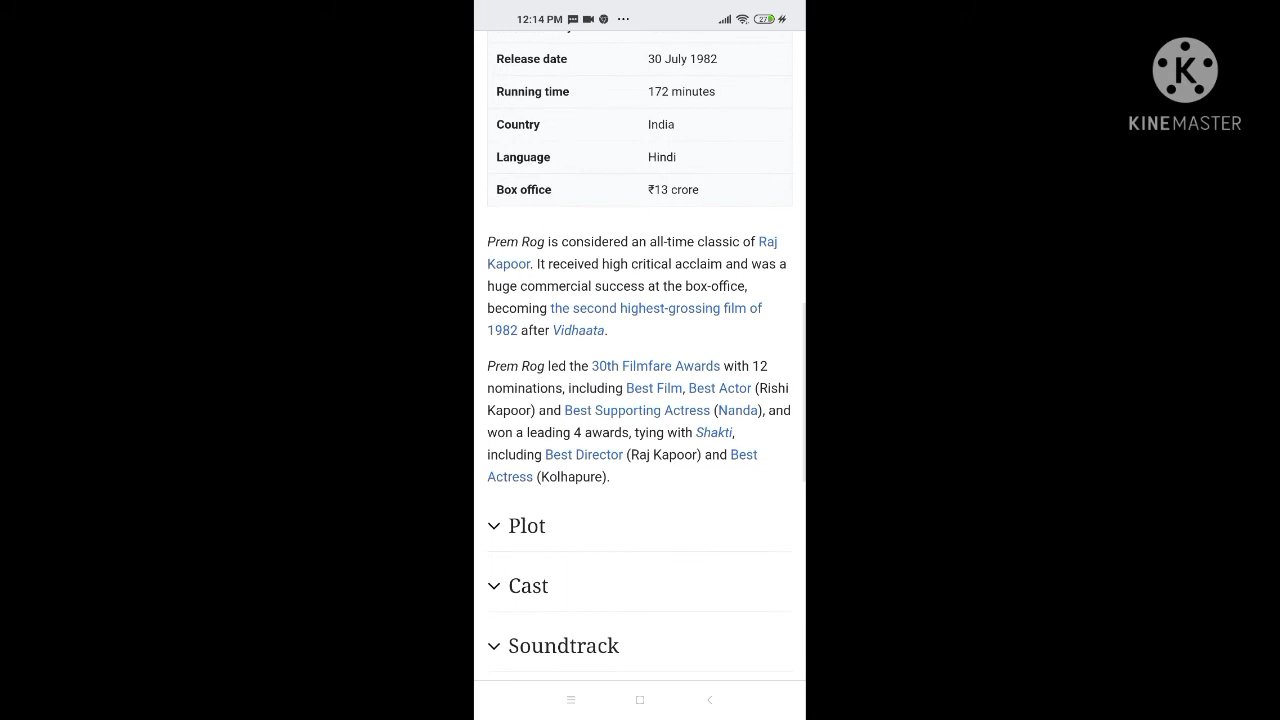 12:14 PM
27
K
KINEMASTER
Release date 30 July 1982
Running time 172 minutes
Country India
Language Hindi
Box office ₹13 crore
Prem Rog is considered an all-time classic of Raj
Kapoor. It received high critical acclaim and was a
huge commercial success at the box-office,
becoming the second highest-grossing film of
1982 after Vidhaata.
Prem Rog led the 30th Filmfare Awards with 12
nominations, including Best Film, Best Actor (Rishi
Kapoor) and Best Supporting Actress (Nanda), and
won a leading 4 awards, tying with Shakti,
including Best Director (Raj Kapoor) and Best
Actress (Kolhapure).
Plot
Cast
Soundtrack